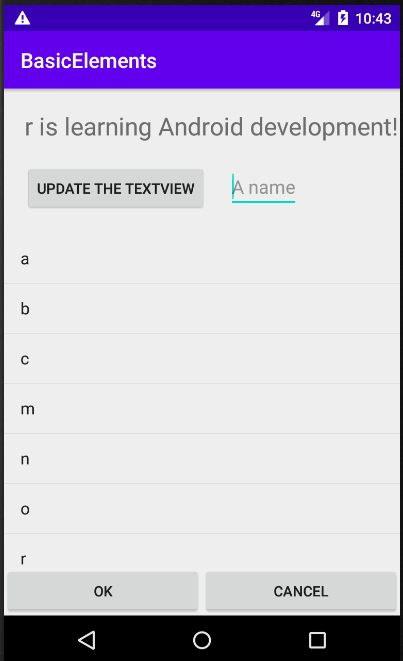 4G 10:43
BasicElements
r is learning Android development!
UPDATE THE TEXTVIEW A name
a
b
c
m
n
o
r
OK CANCEL